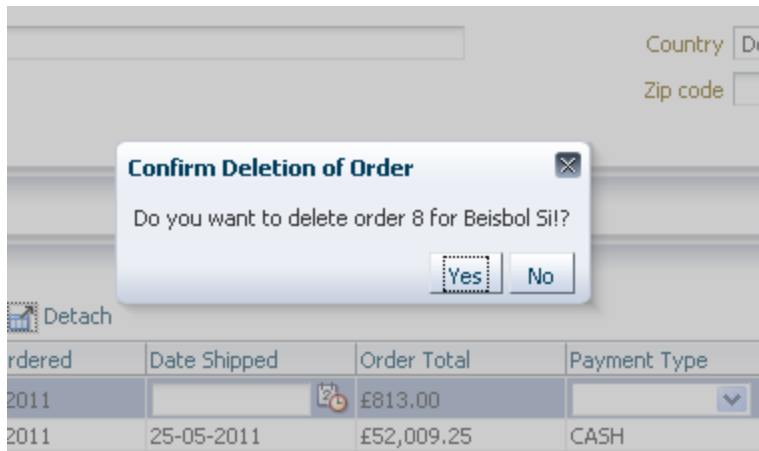 Country
Zip code
Confirm Deletion of Order
Do you want to delete order 8 for Beisbol Si!?
Yes No
Detach
rdered Date Shipped Order Total Payment Type
2011 £813.00
2011 25-05-2011 £52,009.25 CASH